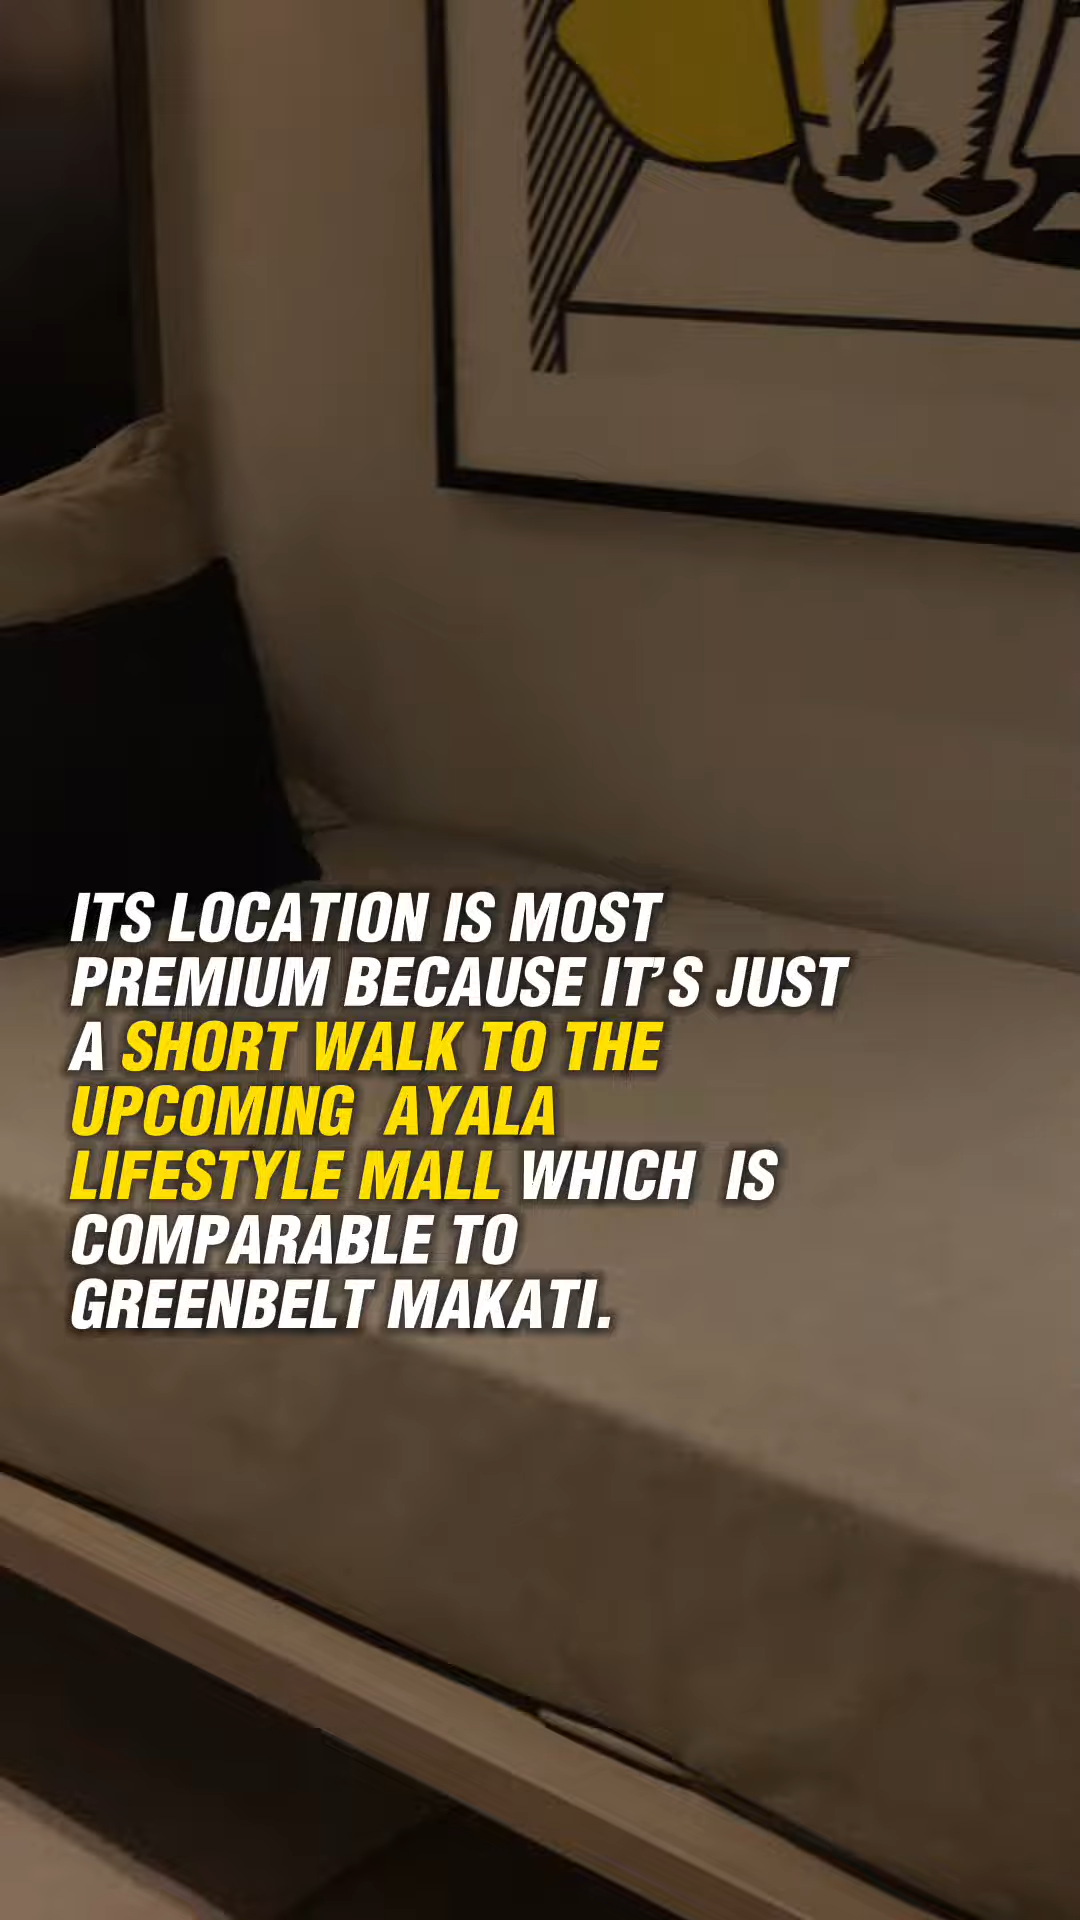 ITS LOCATION IS MOST
PREMIUM BECAUSE IT'S JUST
A SHORT WALK TO THE
UPCOMING  AYALA
LIFESTYLE MALL WHICH  IS
COMPARABLE TO
GREENBELT MAKATI.